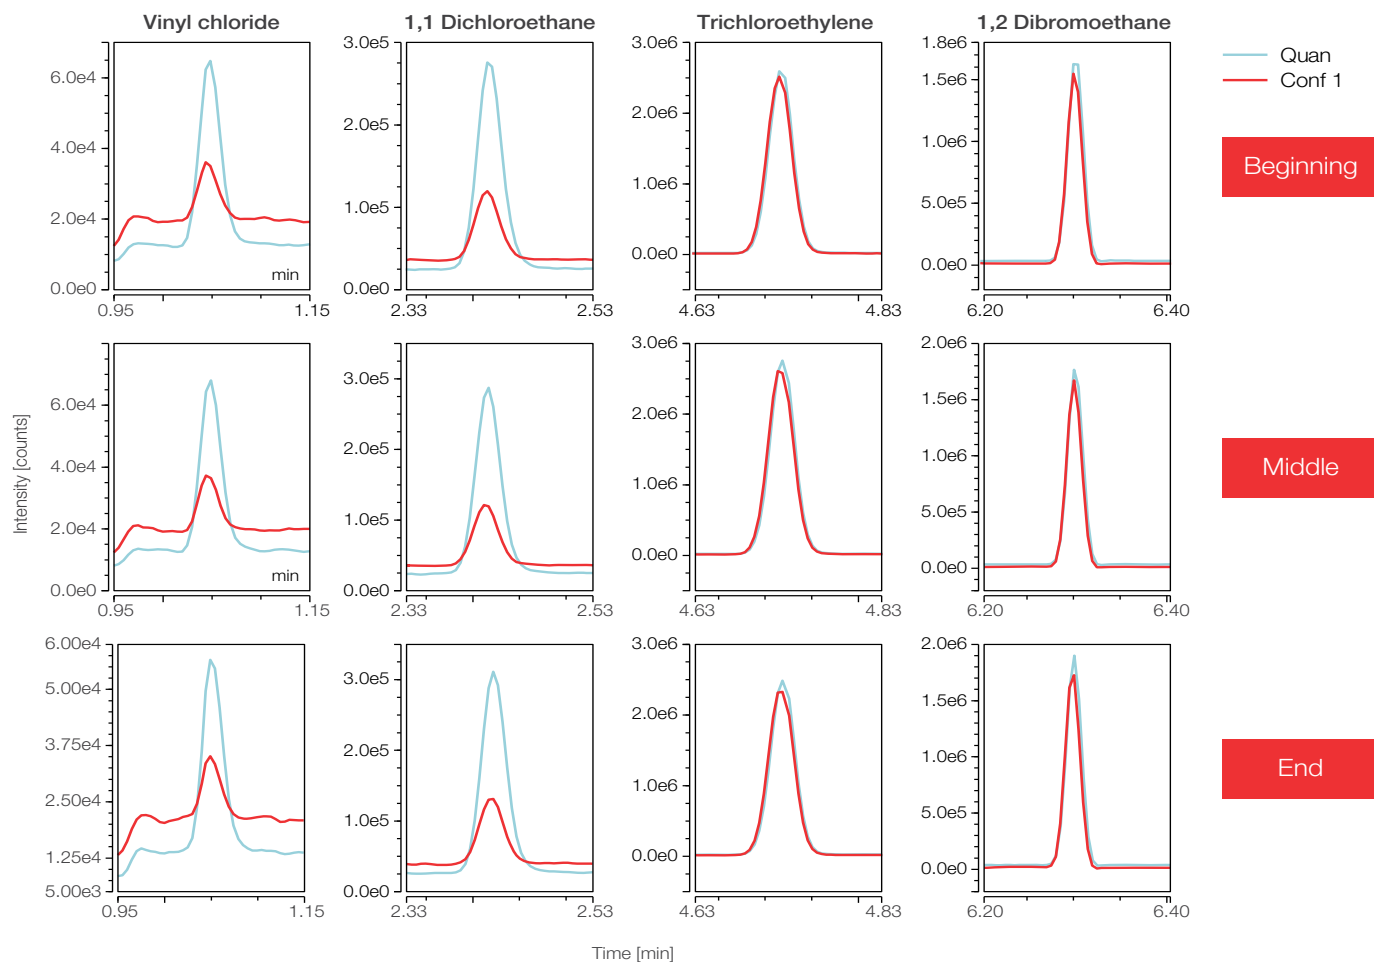 Vinyl chloride
1,1 Dichloroethane
Trichloroethylene
1,2 Dibromoethane
6.0e4
4.0e4
2.0e4
0.0e0
min
0.95
1.15
3.0e5
2.0e5
1.0e5
0.0e0
2.33
2.53
3.0e6
2.0e6
1.0e6
0.0e0
4.63
4.83
1.8e6
1.5e6
1.0e6
5.0e5
0.0e0
6.20
6.40
Quan
Conf 1
Beginning
Intensity [counts]
6.0e4
4.0e4
2.0e4
0.0e0
min
0.95
1.15
3.0e5
2.0e5
1.0e5
0.0e0
2.33
2.53
3.0e6
2.0e6
1.0e6
0.0e0
4.63
4.83
2.0e6
1.5e6
1.0e6
5.0e5
0.0e0
6.20
6.40
Middle
6.00e4
5.00e4
3.75e4
2.50e4
1.25e4
5.00e3
0.95
1.15
3.0e5
2.0e5
1.0e5
0.0e0
2.33
2.53
3.0e6
2.0e6
1.0e6
0.0e0
4.63
4.83
2.0e6
1.5e6
1.0e6
5.0e5
0.0e0
6.20
6.40
End
Time [min]